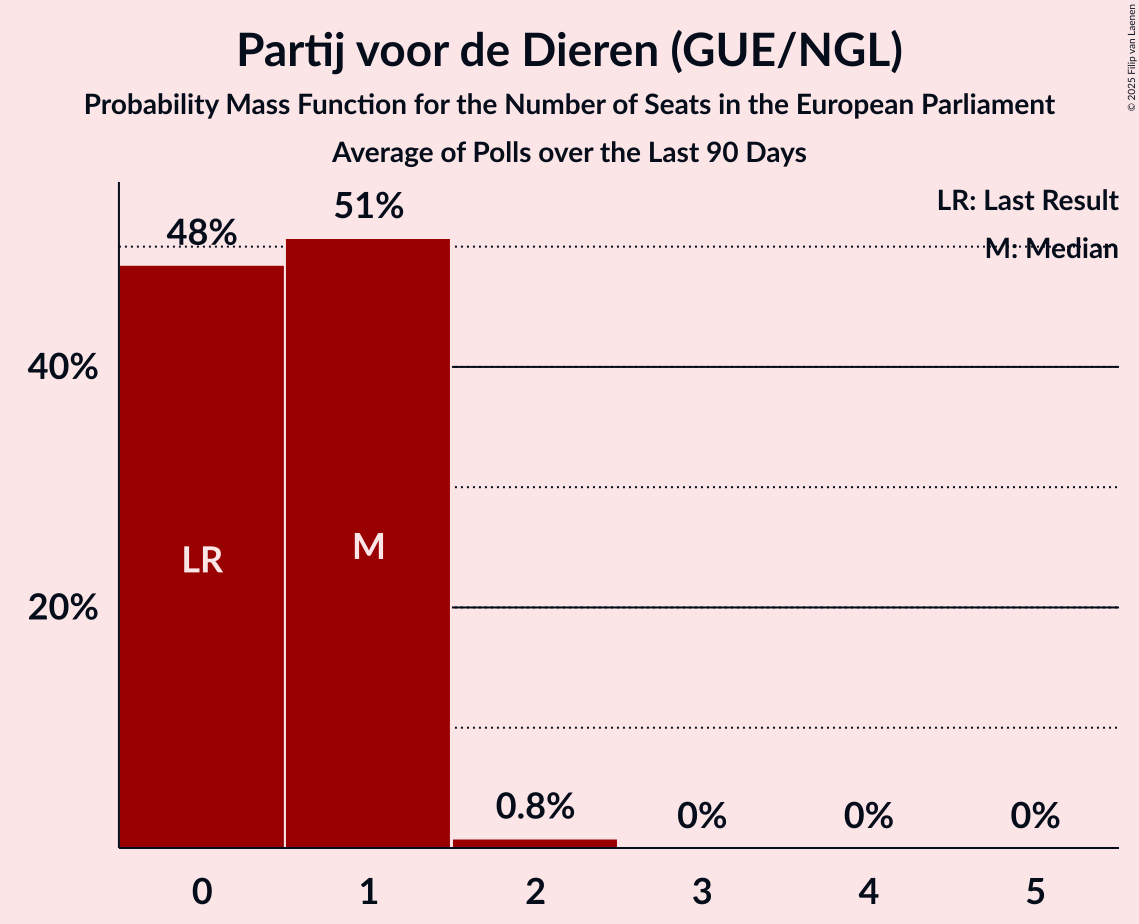 Partij voor de Dieren (GUE/NGL)
Probability Mass Function for the Number of Seats in the European Parliament
Average of Polls over the Last 90 Days
© 2025 Filip van Laenen
LR: Last Result
M: Median
48%
51%
0.8%
0%
0%
0%
LR
M
40%
20%
0
1
2
3
4
5